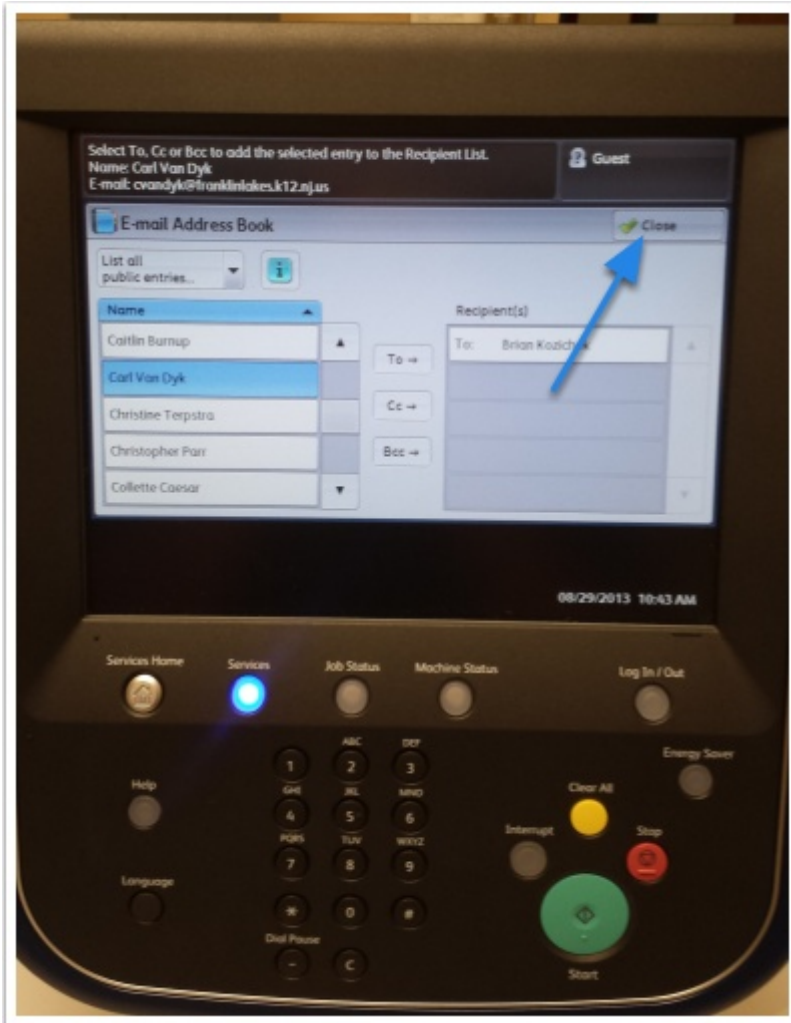 Select To, Cc or Bcc to add the selected entry to the Recipient List.
Name: Carl Van Dyk
E-mail: cvandyk@franklinlakes.k12.nj.us
Guest
E-mail Address Book
Close
List all
public entries...
i
Name
Recipient(s)
Caitlin Burnup
Carl Van Dyk
Christine Terpstra
Christopher Parr
Collette Caesar
To →
Cc →
Bcc →
To: Brian
08/29/2013 10:43 AM
Services Home
Services
Job Status
Machine Status
Log In / Out
Help
Language
1
ABC
2
DEF
3
GHI
4
JKL
5
MNO
6
PQRS
7
TUV
8
WXYZ
9
*
0
#
Dial Pause
-
C
Energy Saver
Clear All
Interrupt
Stop
Start